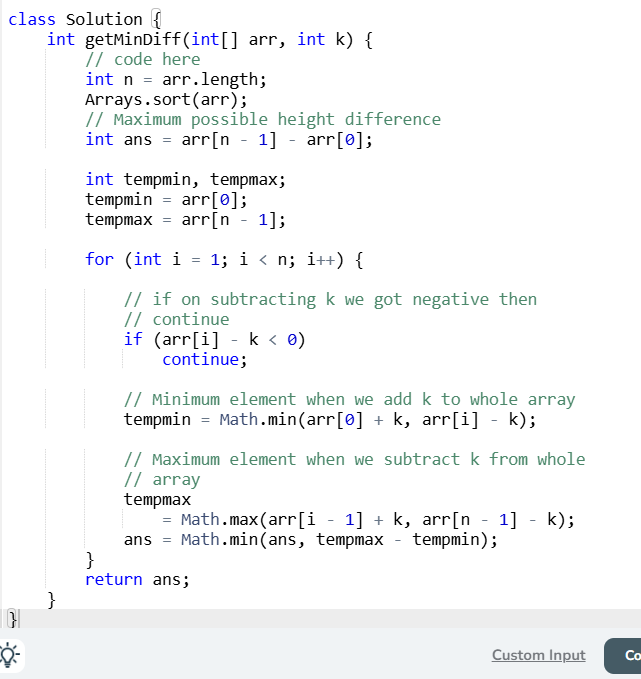 class Solution {
    int getMinDiff(int[] arr, int k) {
        // code here
        int n = arr.length;
        Arrays.sort(arr);
        // Maximum possible height difference
        int ans = arr[n - 1] - arr[0];

        int tempmin, tempmax;
        tempmin = arr[0];
        tempmax = arr[n - 1];

        for (int i = 1; i < n; i++) {

            // if on subtracting k we got negative then
            // continue
            if (arr[i] - k < 0)
                continue;

            // Minimum element when we add k to whole array
            tempmin = Math.min(arr[0] + k, arr[i] - k);

            // Maximum element when we subtract k from whole
            // array
            tempmax
                = Math.max(arr[i - 1] + k, arr[n - 1] - k);
            ans = Math.min(ans, tempmax - tempmin);
        }
        return ans;
    }
}
Custom Input